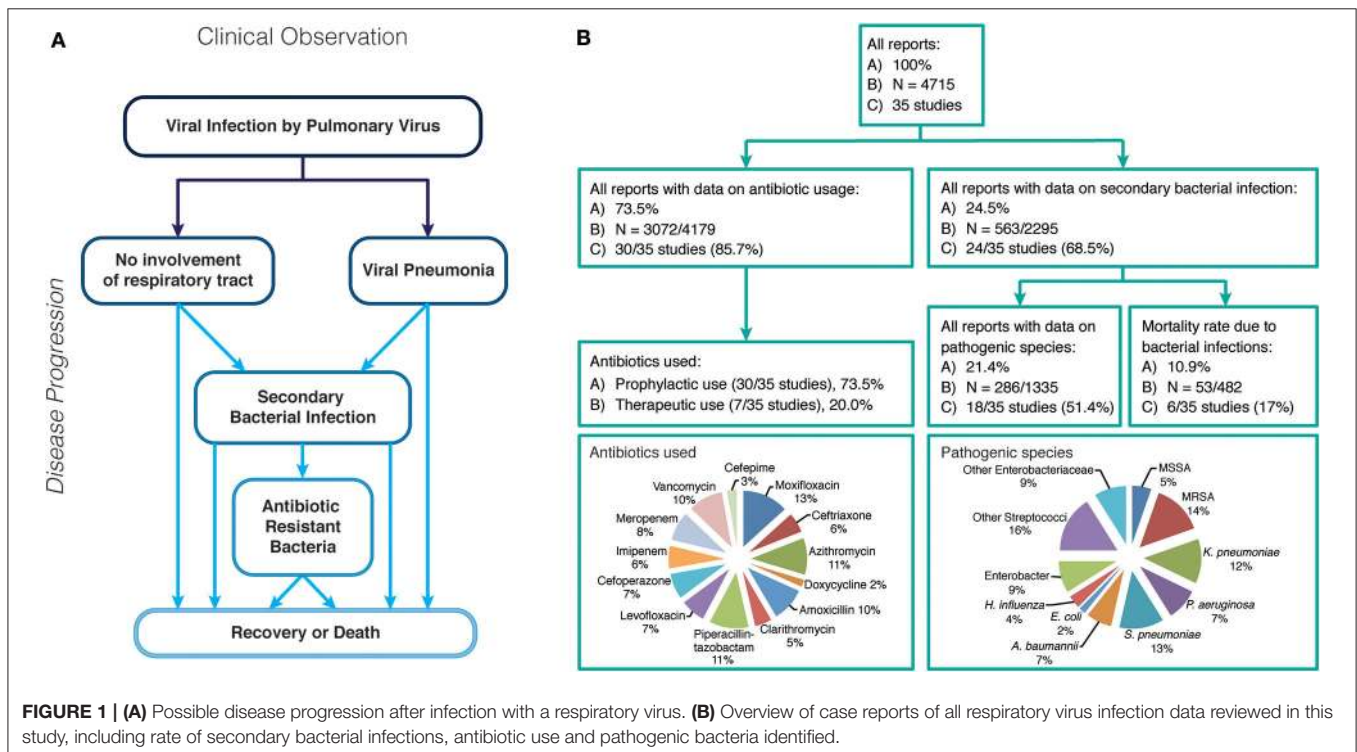 A
Clinical Observation
Disease Progression
Viral Infection by Pulmonary Virus
No involvement
of respiratory tract
Viral Pneumonia
Secondary
Bacterial Infection
Antibiotic
Resistant
Bacteria
Recovery or Death
B
All reports:
A) 100%
B) N = 4715
C) 35 studies
All reports with data on antibiotic usage:
A) 73.5%
B) N = 3072/4179
C) 30/35 studies (85.7%)
All reports with data on secondary bacterial infection:
A) 24.5%
B) N = 563/2295
C) 24/35 studies (68.5%)
Antibiotics used:
A) Prophylactic use (30/35 studies), 73.5%
B) Therapeutic use (7/35 studies), 20.0%
All reports with data on
pathogenic species:
A) 21.4%
B) N = 286/1335
C) 18/35 studies (51.4%)
Mortality rate due to
bacterial infections:
A) 10.9%
B) N = 53/482
C) 6/35 studies (17%)
Antibiotics used
Cefepime
3%
Moxifloxacin
13%
Ceftriaxone
6%
Azithromycin
11%
Doxycycline 2%
Amoxicillin 10%
Clarithromycin
5%
Piperacillin-
tazobactam
11%
Levofloxacin
7%
Cefoperazone
7%
Imipenem
6%
Meropenem
8%
Vancomycin
10%
Pathogenic species
MSSA
5%
MRSA
14%
K. pneumoniae
12%
P. aeruginosa
7%
S. pneumoniae
13%
A. baumannii
7%
E. coli
2%
H. influenza
4%
Enterobacter
9%
Other Streptococci
16%
Other Enterobacteriaceae
9%
FIGURE 1 | (A) Possible disease progression after infection with a respiratory virus. (B) Overview of case reports of all respiratory virus infection data reviewed in this
study, including rate of secondary bacterial infections, antibiotic use and pathogenic bacteria identified.